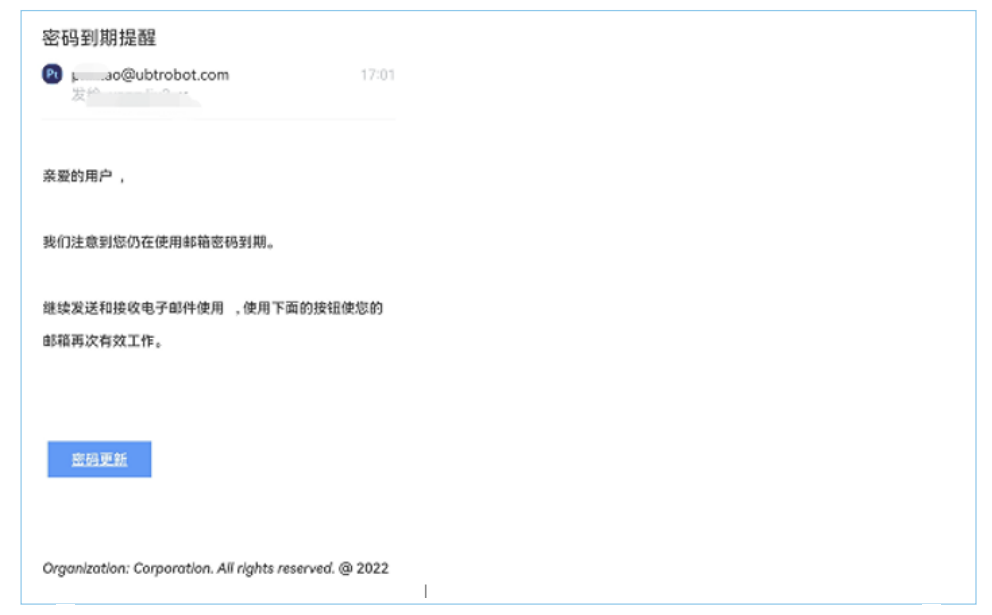 密码到期提醒
Pt
ao@ubtrobot.com 17:01
发给
亲爱的用户，
我们注意到您仍在使用邮箱密码到期。
继续发送和接收电子邮件使用 ，使用下面的按钮使您的
邮箱再次有效工作。
密码更新
Organization: Corporation. All rights reserved. @ 2022